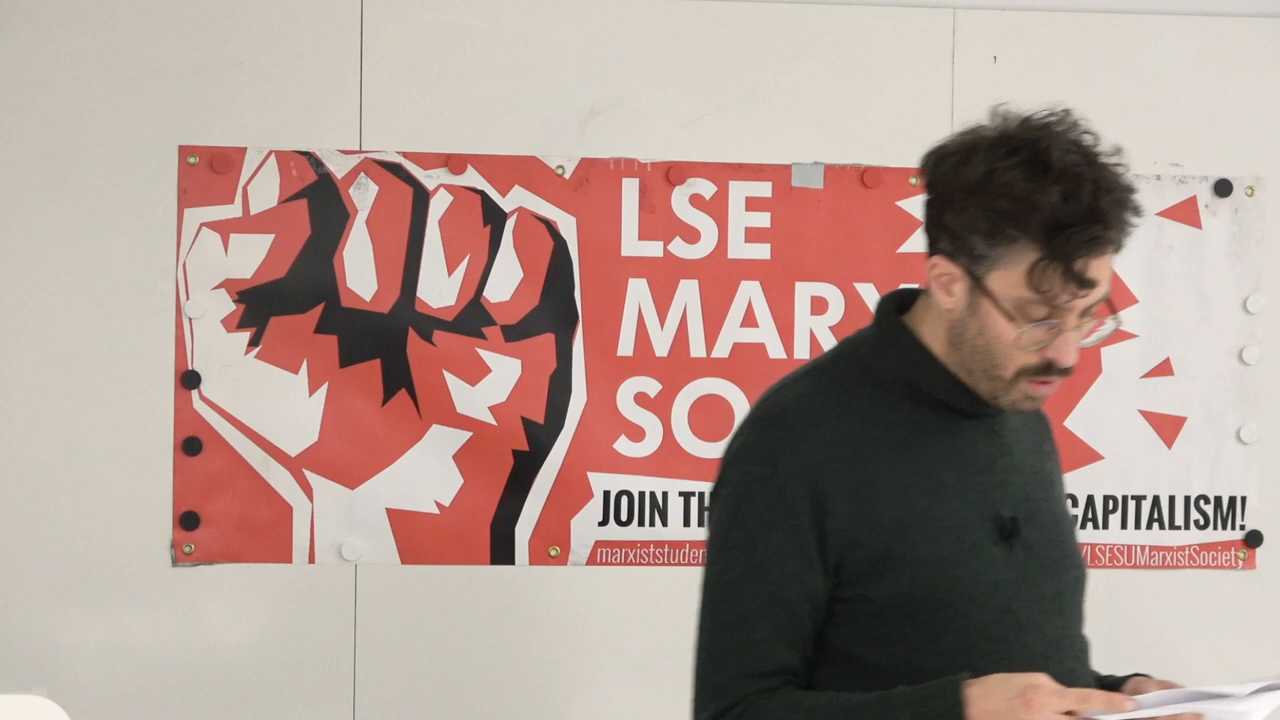 LSE
MARX
SO
JOIN TH CAPITALISM!
marxiststuden /LSESUMarxistSociety